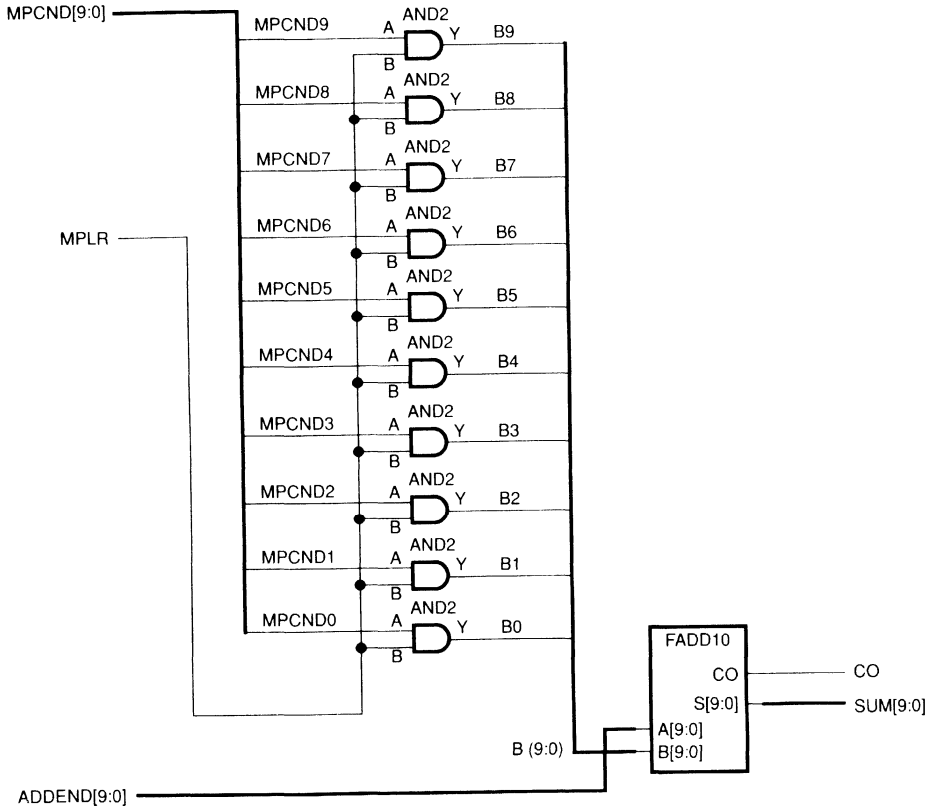 MPCND[9:0]
AND2
MPCND9 A Y B9
B
AND2
MPCND8 A Y B8
B
AND2
MPCND7 A Y B7
B
AND2
MPCND6 A Y B6
MPLR
B
AND2
MPCND5 A Y B5
B
AND2
MPCND4 A Y B4
B
AND2
MPCND3 A Y B3
B
AND2
MPCND2 A Y B2
B
AND2
MPCND1 A Y B1
B
AND2
MPCND0 A Y B0
B
FADD10
CO CO
S[9:0] SUM[9:0]
A[9:0]
B (9:0) B[9:0]
ADDEND[9:0]